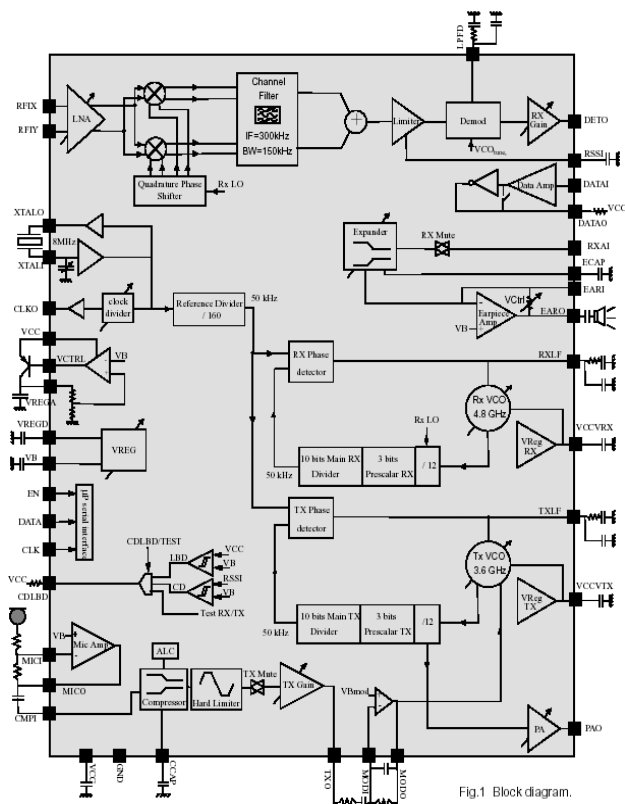 LPFD
RFIX
RFIY
LNA
Channel
Filter
IF=300kHz
BW=150kHz
Limiter
Demod
RX
Gain
DETO
VCO
RSSI
Quadrature Phase
Shifter
Rx LO
Data Amp
DATAI
VCC
DATAO
XTALO
8MHz
XTALI
Expander
RX Mute
RXAI
ECAP
EARI
CLKO
clock
divider
Reference Divider
/ 160
50 kHz
VCtrl
Earpiece
Amp
VB
EARO
VCC
VCTRL
VB
VREGA
RX Phase
detector
RXLF
Rx VCO
4.8 GHz
Rx LO
VREGD
VB
VREG
50 kHz
10 bits Main RX
Divider
3 bits
Prescalar RX
/ 12
VReg
RX
VCCVRX
EN
DATA
CLK
µP serial interface
TX Phase
detector
TXLF
CDLBD/TEST
LBD
VCC
VB
CD
RSSI
VB
Test RX/TX
VCC
CDLBD
Tx VCO
3.6 GHz
50 kHz
10 bits Main TX
Divider
3 bits
Prescalar TX
/12
VReg
TX
VCCVTX
VB
Mic Amp
MICI
MICO
CMPI
ALC
Compressor
Hard Limiter
TX Mute
TX Gain
VBmod
PA
PAO
VCC
GND
CCAP
TXO
MODI
MODO
Fig.1 Block diagram.